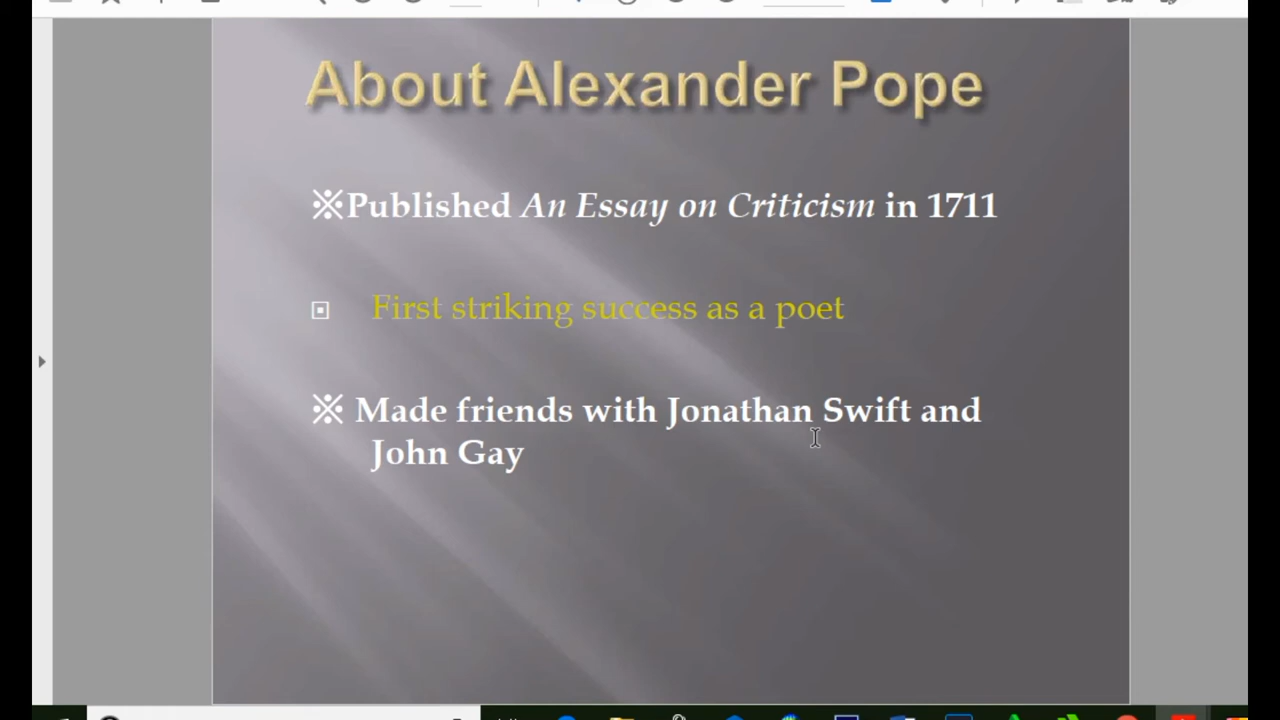 About Alexander Pope
※Published An Essay on Criticism in 1711
First striking success as a poet
※ Made friends with Jonathan Swift and
John Gay